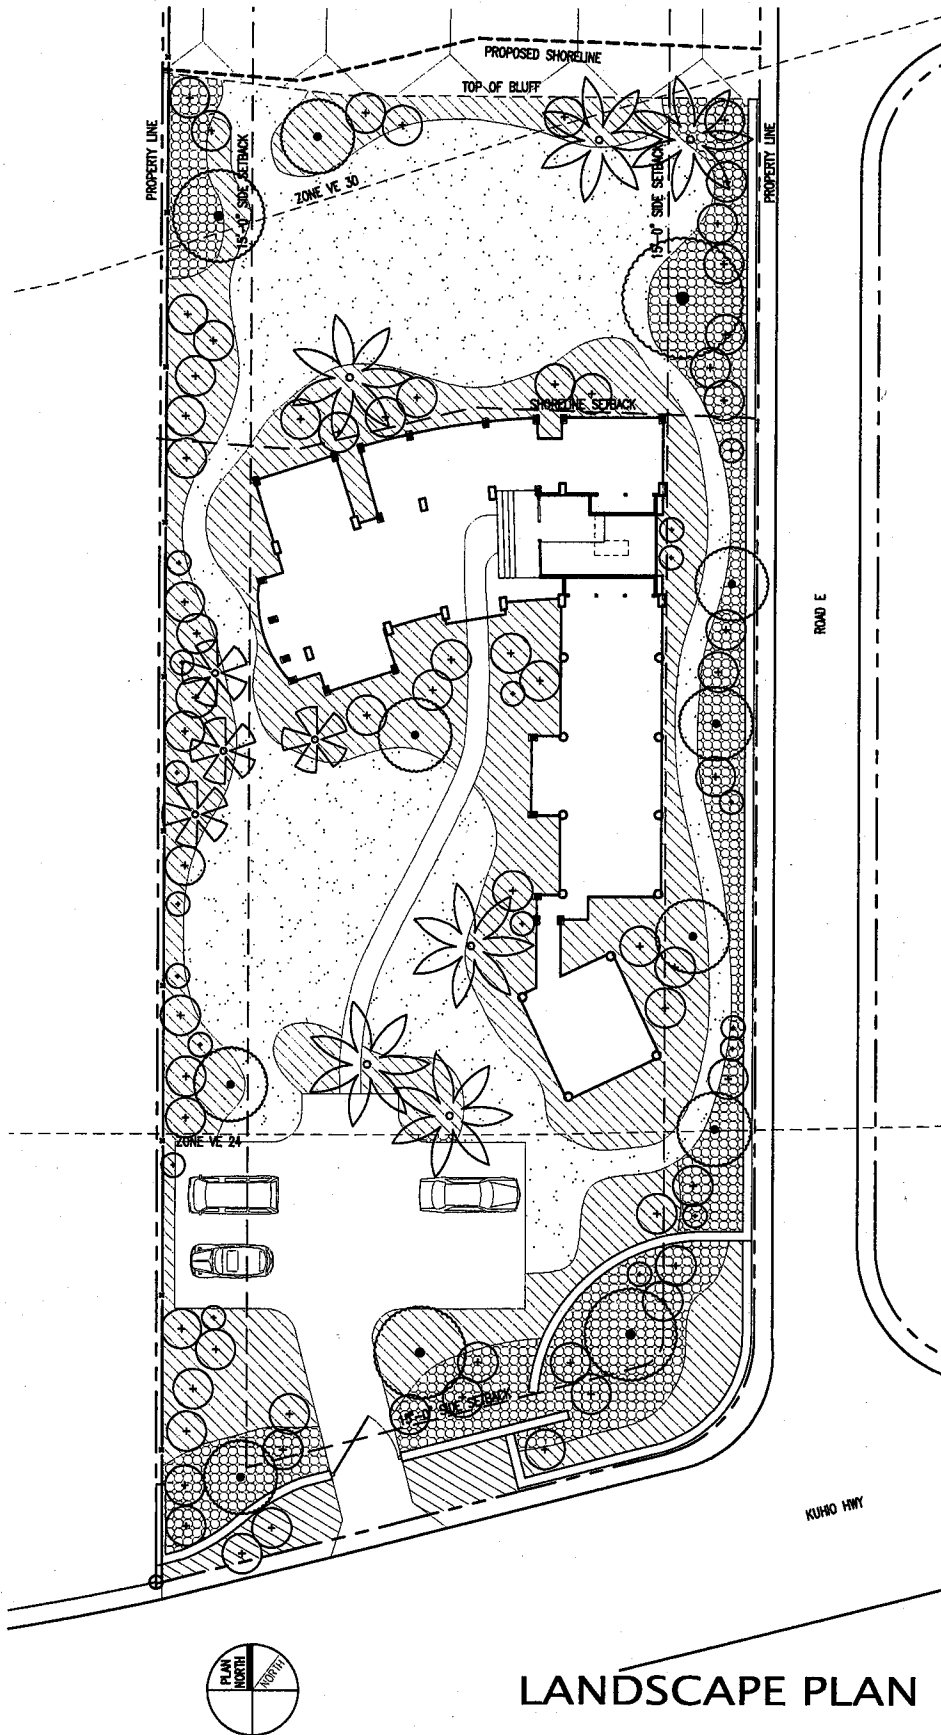 PROPOSED SHORELINE
TOP OF BLUFF
PROPERTY LINE
15'-0" SIDE SETBACK
ZONE VE 30
15'-0" SIDE SETBACK
PROPERTY LINE
SHORELINE SETBACK
ROAD E
ZONE VE 24
SIDE SETBACK
KUHIO HWY
PLAN
NORTH
NORTH
LANDSCAPE PLAN